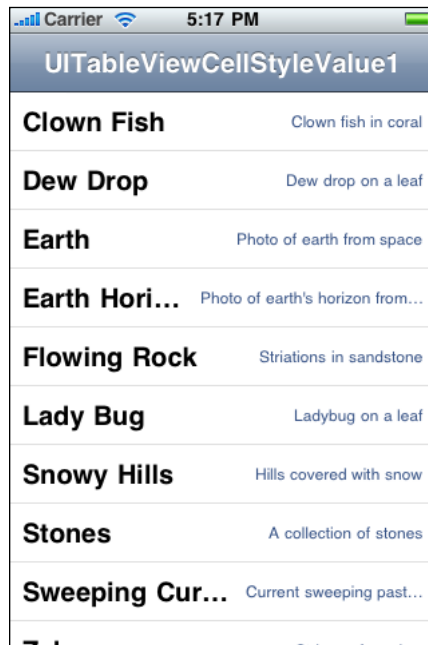 Carrier 5:17 PM
UITableViewCellStyleValue1
Clown Fish Clown fish in coral
Dew Drop Dew drop on a leaf
Earth Photo of earth from space
Earth Hori... Photo of earth's horizon from...
Flowing Rock Striations in sandstone
Lady Bug Ladybug on a leaf
Snowy Hills Hills covered with snow
Stones A collection of stones
Sweeping Cur... Current sweeping past...